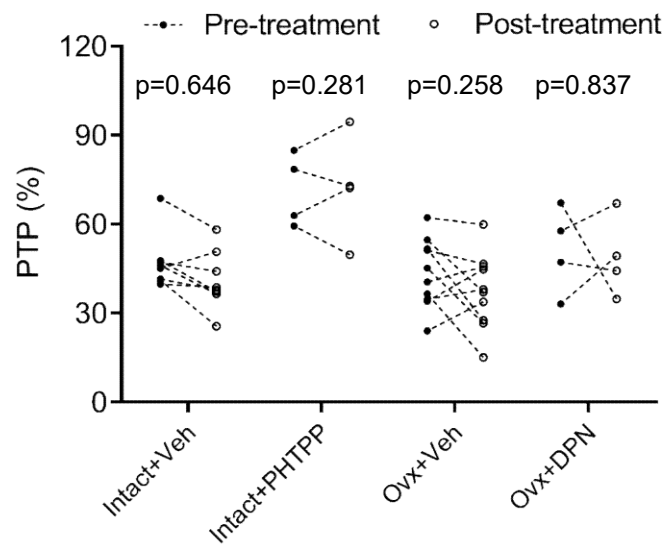 Pre-treatment Post-treatment
120
p=0.646 p=0.281 p=0.258 p=0.837
90
60
30
0
PTP (%)
Intact+Veh
Intact+PHTPP
Ovx+Veh
Ovx+DPN